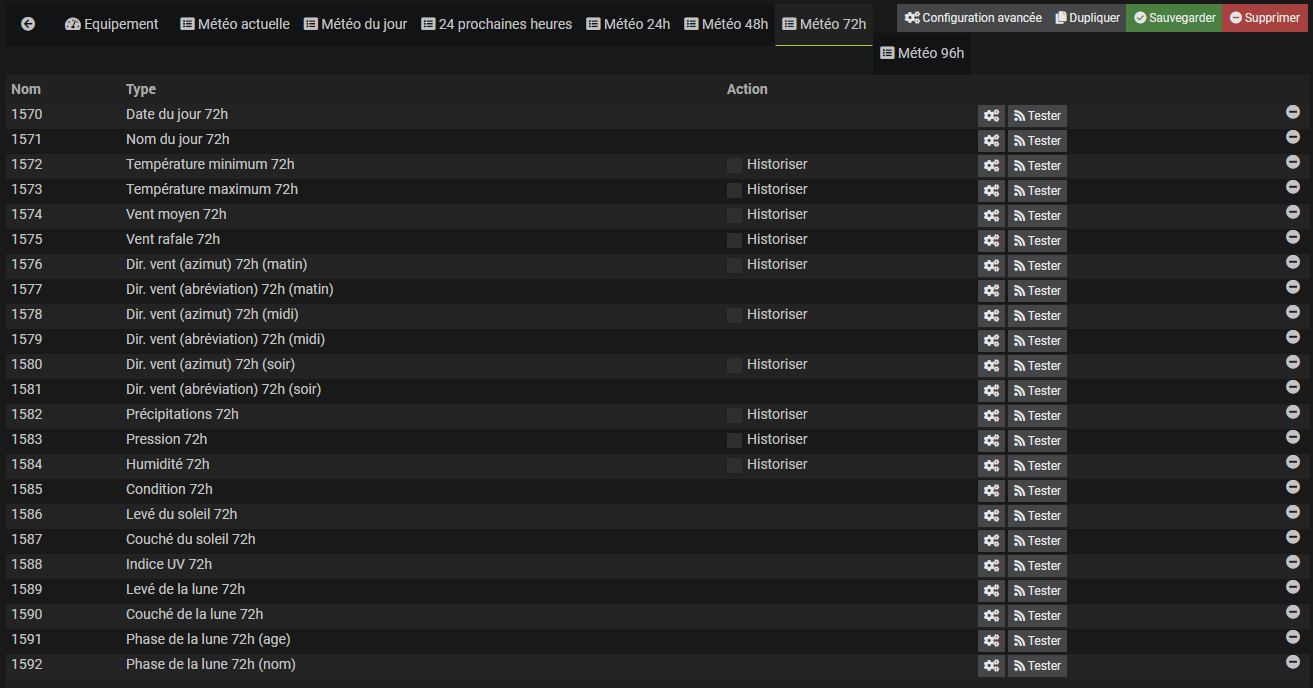 Equipement Météo actuelle Météo du jour 24 prochaines heures Météo 24h Météo 48h Météo 72h Configuration avancée Dupliquer Sauvegarder Supprimer
Météo 96h
Nom Type Action
1570 Date du jour 72h Tester
1571 Nom du jour 72h Tester
1572 Température minimum 72h Historiser Tester
1573 Température maximum 72h Historiser Tester
1574 Vent moyen 72h Historiser Tester
1575 Vent rafale 72h Historiser Tester
1576 Dir. vent (azimut) 72h (matin) Historiser Tester
1577 Dir. vent (abréviation) 72h (matin) Tester
1578 Dir. vent (azimut) 72h (midi) Historiser Tester
1579 Dir. vent (abréviation) 72h (midi) Tester
1580 Dir. vent (azimut) 72h (soir) Historiser Tester
1581 Dir. vent (abréviation) 72h (soir) Tester
1582 Précipitations 72h Historiser Tester
1583 Pression 72h Historiser Tester
1584 Humidité 72h Historiser Tester
1585 Condition 72h Tester
1586 Levé du soleil 72h Tester
1587 Couché du soleil 72h Tester
1588 Indice UV 72h Tester
1589 Levé de la lune 72h Tester
1590 Couché de la lune 72h Tester
1591 Phase de la lune 72h (age) Tester
1592 Phase de la lune 72h (nom) Tester